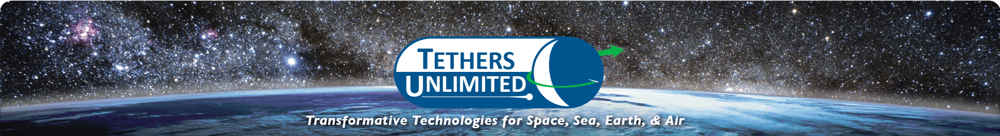 TETHERS
UNLIMITED
Transformative Technologies for Space, Sea, Earth, & Air